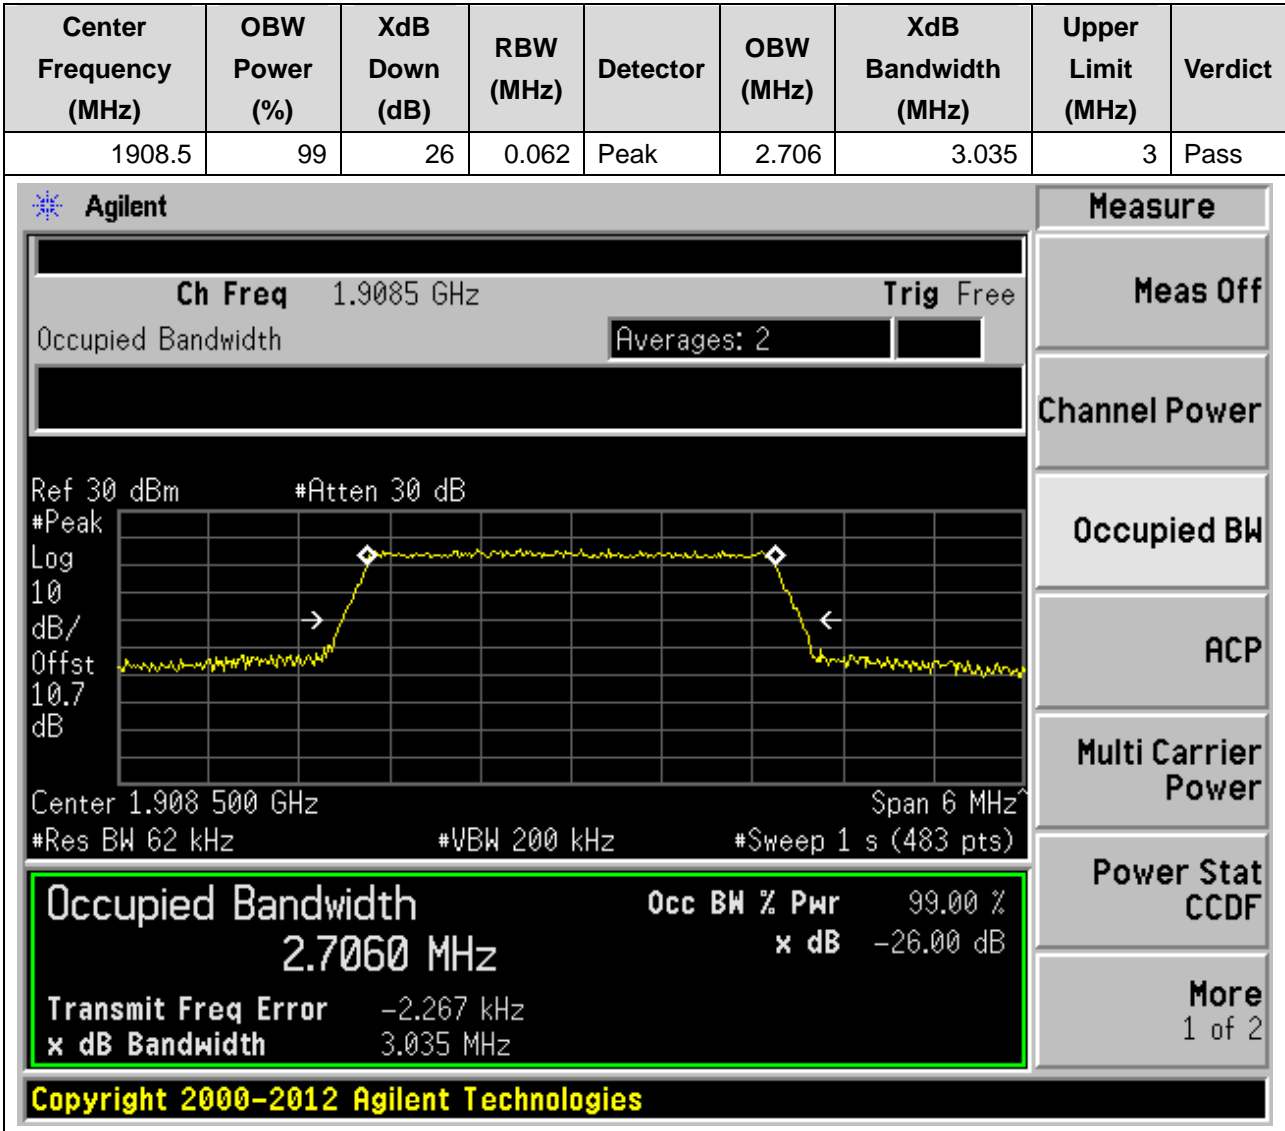 Center Frequency (MHz) OBW Power (%) XdB Down (dB) RBW (MHz) Detector OBW (MHz) XdB Bandwidth (MHz) Upper Limit (MHz) Verdict
1908.5 99 26 0.062 Peak 2.706 3.035 3 Pass
Agilent
Measure
Ch Freq 1.9085 GHz Trig Free
Meas Off
Occupied Bandwidth Averages: 2
Channel Power
Ref 30 dBm #Atten 30 dB
#Peak
Log
10
dB/
Offst
10.7
dB
Occupied BW
ACP
Center 1.908 500 GHz Span 6 MHz^
#Res BW 62 kHz #VBW 200 kHz #Sweep 1 s (483 pts)
Multi Carrier
Power
Occupied Bandwidth Occ BW % Pwr 99.00 %
2.7060 MHz x dB -26.00 dB
Power Stat
CCDF
Transmit Freq Error -2.267 kHz
x dB Bandwidth 3.035 MHz
More
1 of 2
Copyright 2000-2012 Agilent Technologies